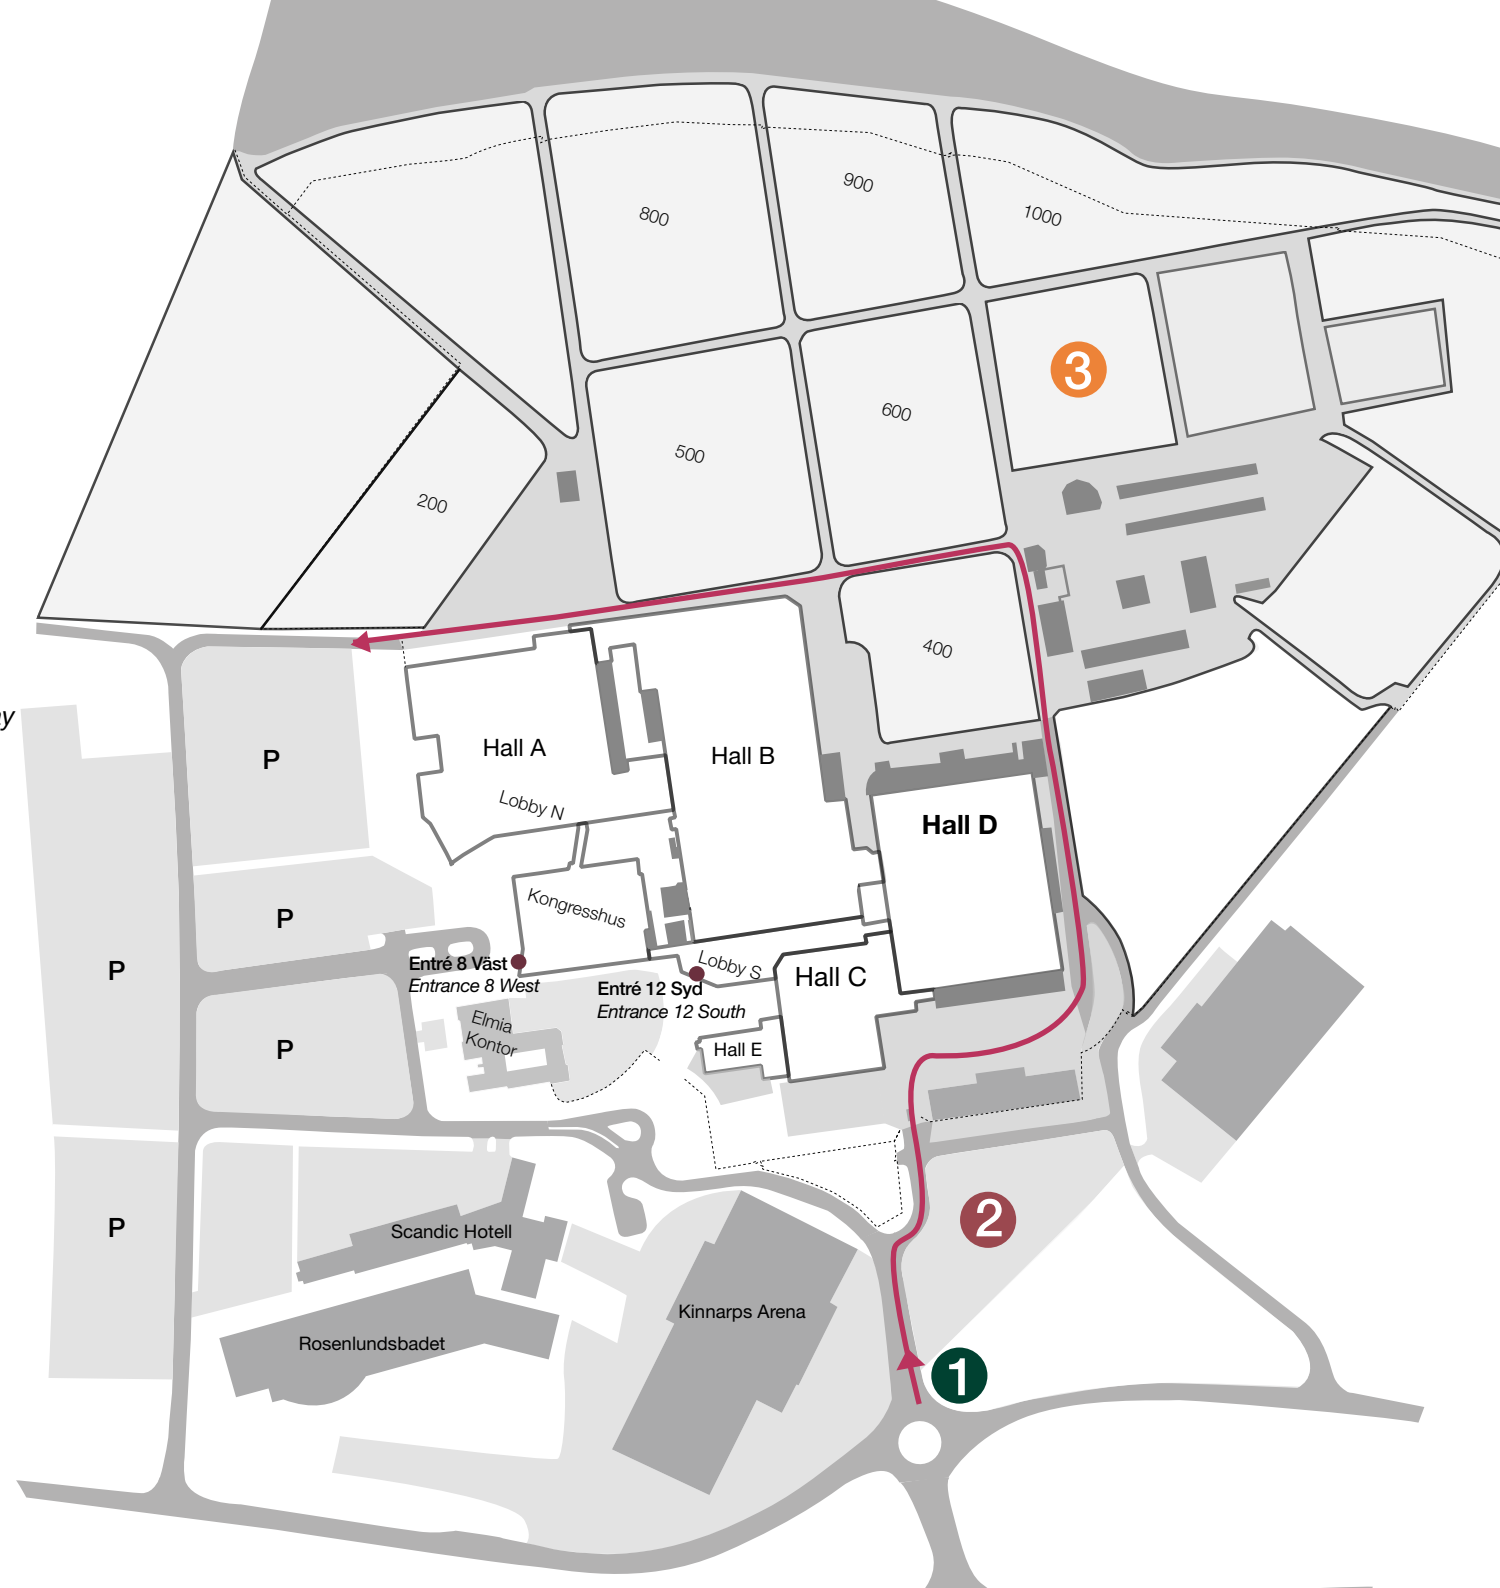 900
800
1000
3
600
500
200
400
y
Hall A
Hall B
P
Lobby N
Hall D
Kongresshus
P
P
Entré 8 Väst
Entrance 8 West
Lobby S
Hall C
Entré 12 Syd
Entrance 12 South
Elmia
Kontor
P
Hall E
P
2
Scandic Hotell
Kinnarps Arena
Rosenlundsbadet
1